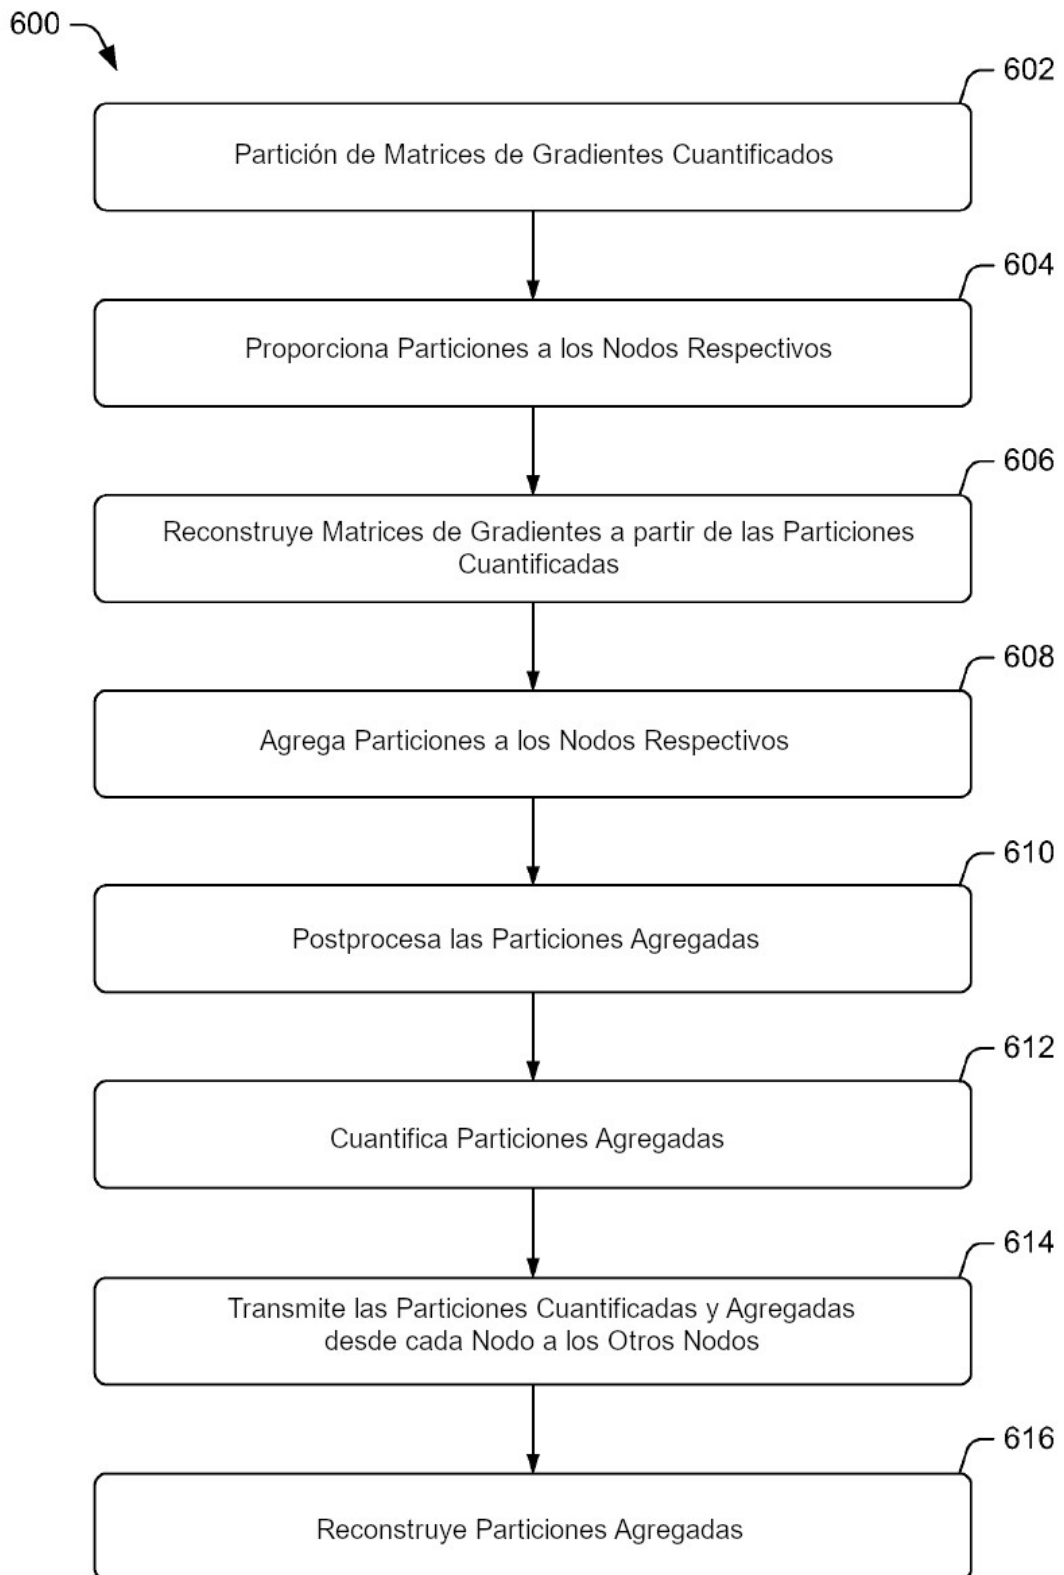 600
602
Partición de Matrices de Gradientes Cuantificados
604
Proporciona Particiones a los Nodos Respectivos
606
Reconstruye Matrices de Gradientes a partir de las Particiones
Cuantificadas
608
Agrega Particiones a los Nodos Respectivos
610
Postprocesa las Particiones Agregadas
612
Cuantifica Particiones Agregadas
614
Transmite las Particiones Cuantificadas y Agregadas
desde cada Nodo a los Otros Nodos
616
Reconstruye Particiones Agregadas